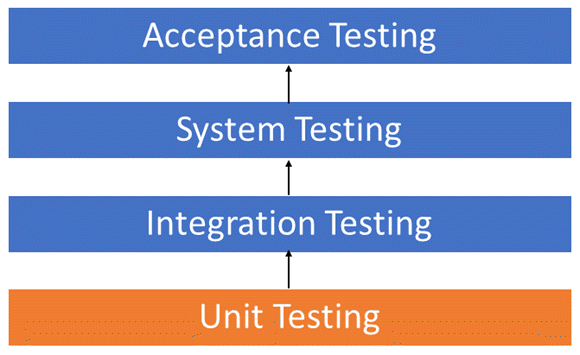 Acceptance Testing
System Testing
Integration Testing
Unit Testing